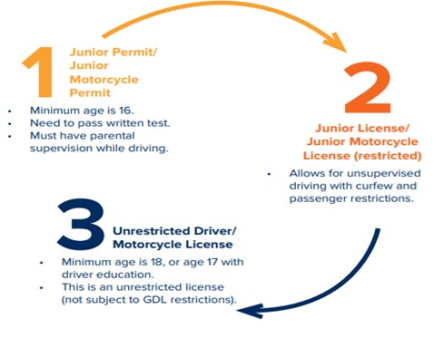 1
Junior Permit/
Junior
Motorcycle
Permit
• Minimum age is 16.
• Need to pass written test.
• Must have parental
supervision while driving.
2
Junior License/
Junior Motorcycle
License (restricted)
• Allows for unsupervised
driving with curfew and
passenger restrictions.
3
Unrestricted Driver/
Motorcycle License
• Minimum age is 18, or age 17 with
driver education.
• This is an unrestricted license
(not subject to GDL restrictions).